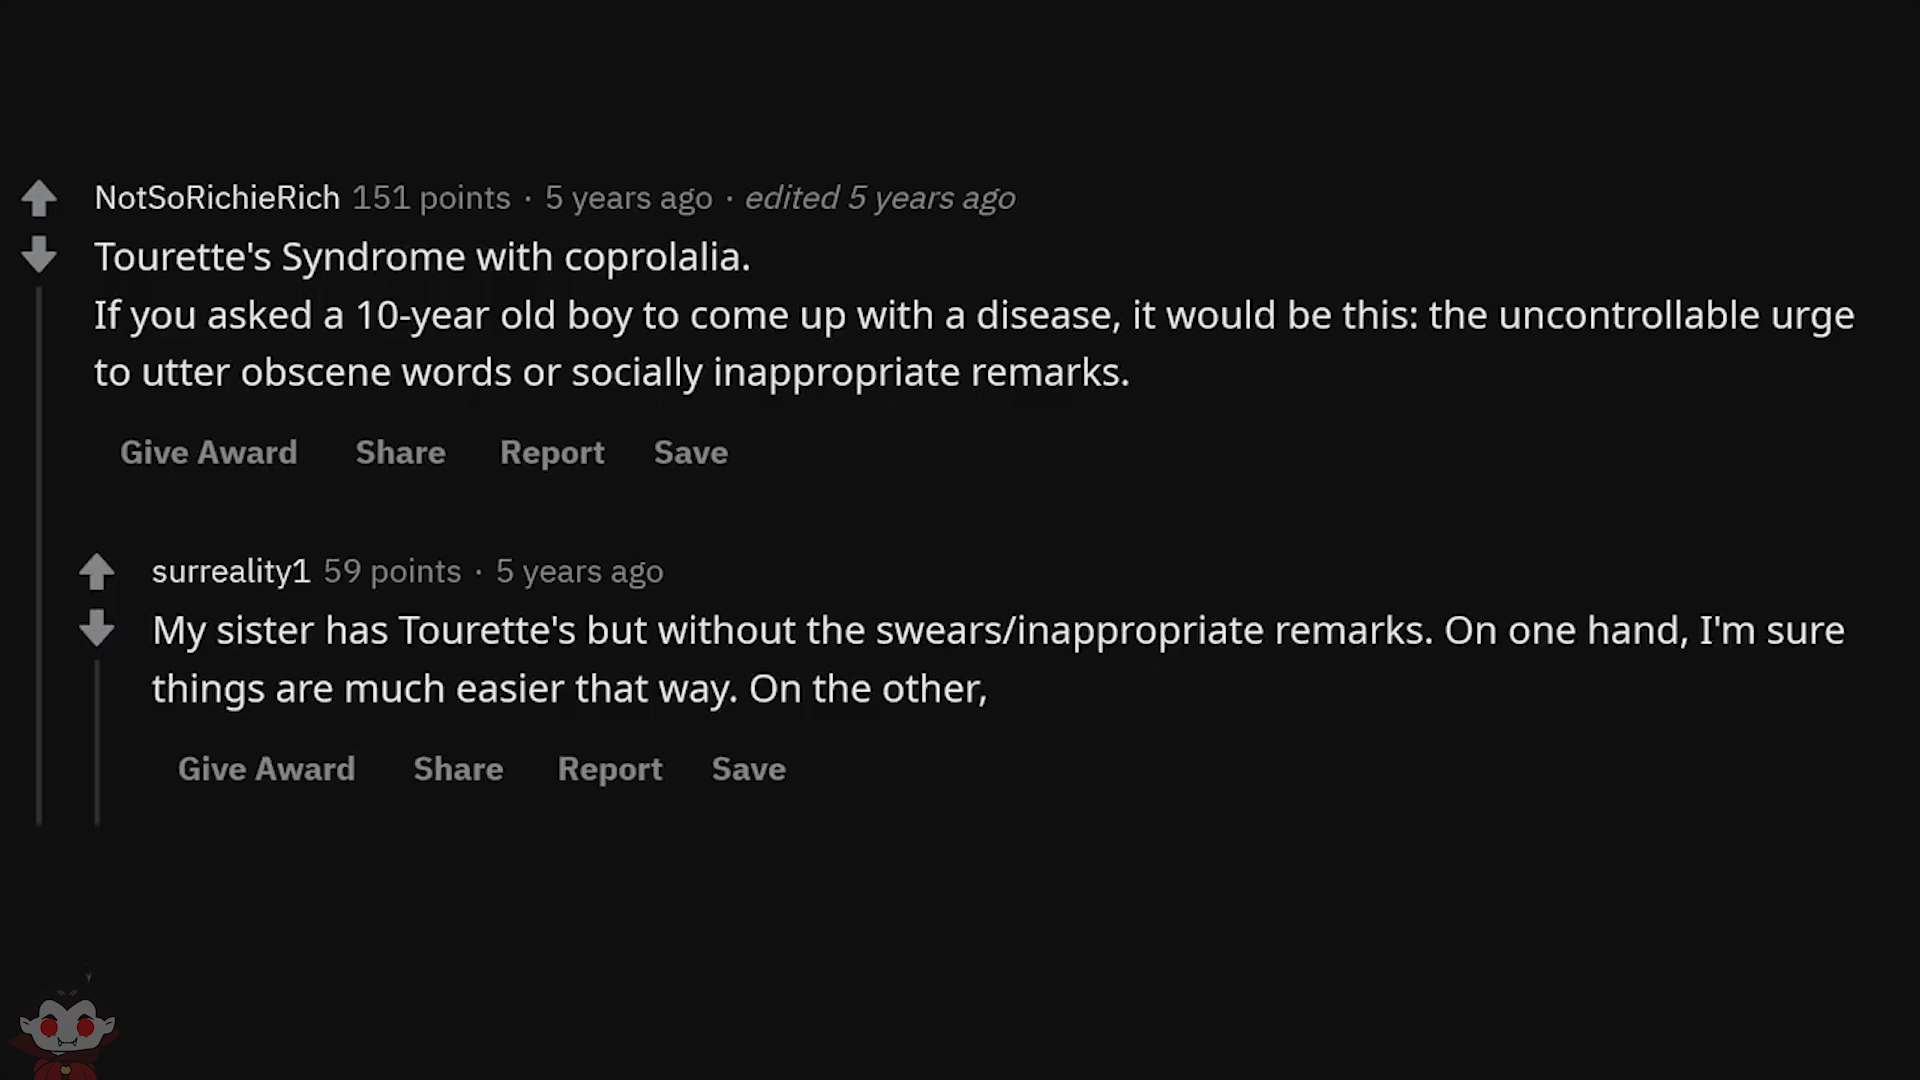 NotSoRichieRich 151 points · 5 years ago · edited 5 years ago
Tourette's Syndrome with coprolalia.
If you asked a 10-year old boy to come up with a disease, it would be this: the uncontrollable urge
to utter obscene words or socially inappropriate remarks.
Give Award Share Report Save
surreality1 59 points · 5 years ago
My sister has Tourette's but without the swears/inappropriate remarks. On one hand, I'm sure
things are much easier that way. On the other,
Give Award Share Report Save